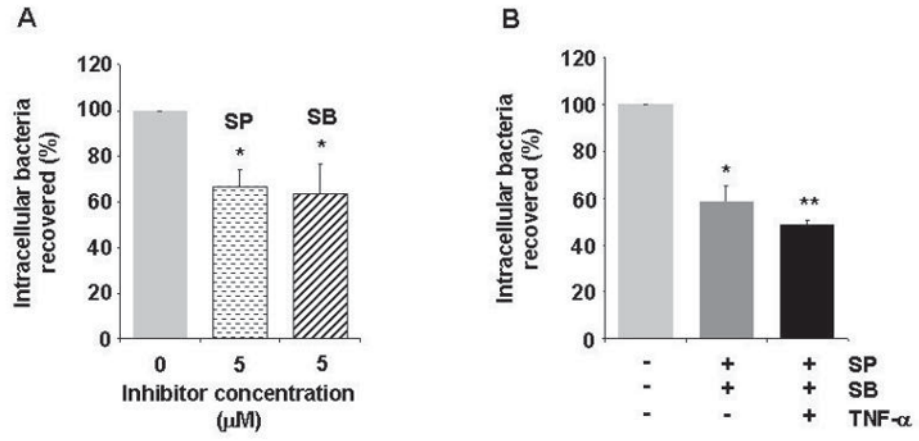 A
Intracellular bacteria
recovered (%)
120
100
80
60
40
20
0
SP
SB
*
*
0 5 5
Inhibitor concentration
(µM)
B
Intracellular bacteria
recovered (%)
120
100
80
60
40
20
0
*
**
- + + SP
- + + SB
- - + TNF-α